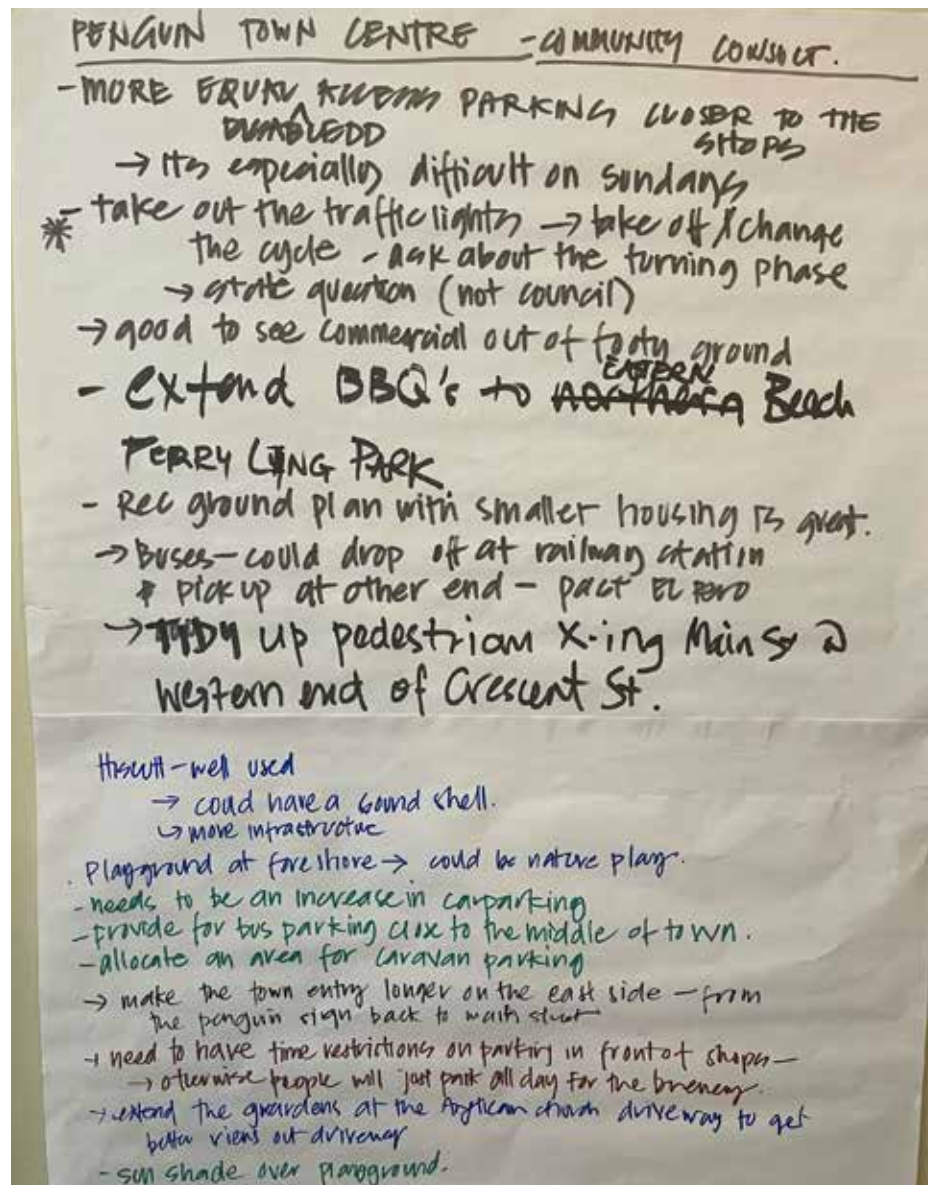 PENGUIN TOWN CENTRE - COMMUNITY CONSULT.
- MORE EQUAL ACCESS PARKING CLOSER TO THE
DISABLEDD SHOPS
→ Its especially difficult on sundays
* - take out the traffic lights → take off / change
the cycle - ask about the turning phase
→ state question (not council)
→ good to see commercial out of footy ground
- extend BBQ's to northern EASTERN Beach
PERRY LING PARK
- Rec ground plan with smaller housing is great.
→ Buses - could drop off at railway station
& pick up at other end - past
→ TYDY up pedestrian X-ing Main St @
western end of Crescent St.
Hiscutt - well used
→ could have a sound shell.
↳ more infrastructue
. Playground at foreshore → could be nature play.
- needs to be an increase in carparking
- provide for bus parking close to the middle of town.
- allocate an area for caravan parking
→ make the town entry longer on the east side - from
the penguin sign back to main street
→ need to have time restrictions on parking in front of shops -
→ otherwise people will just park all day for the
→ extend the grardens at the Anglican church driveway to get
better views out driveway
- sun shade over playground.